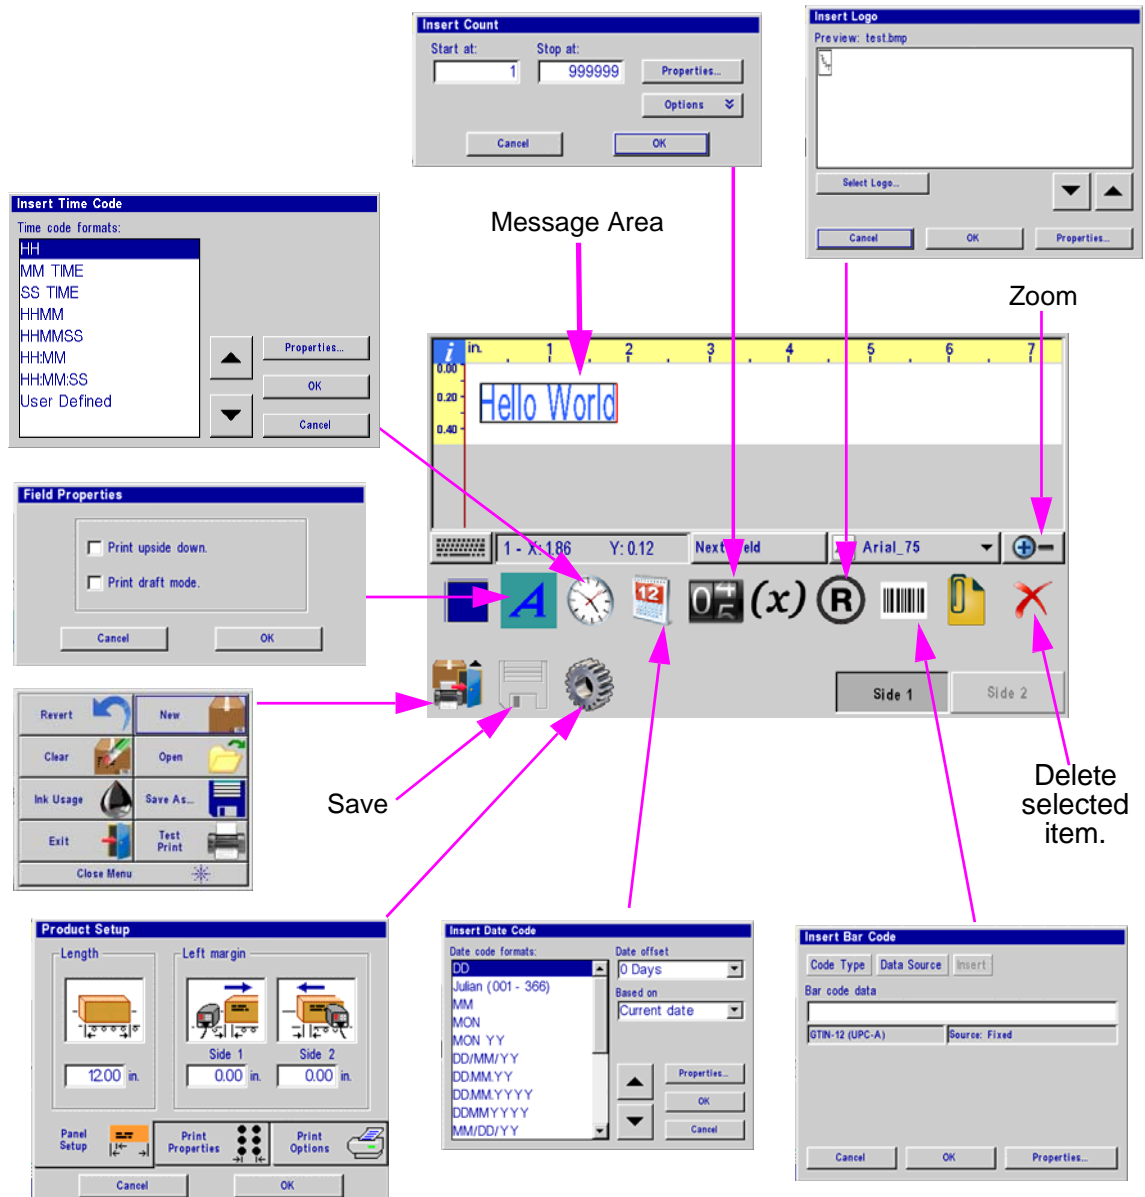 Insert Count
Start at:
Stop at:
1
999999
Properties...
Options
Cancel
OK
Insert Logo
Preview: test.bmp
Select Logo...
Cancel
OK
Properties...
Insert Time Code
Time code formats:
HH
MM TIME
SS TIME
HHMM
HHMMSS
HH:MM
HH:MM:SS
User Defined
Properties...
OK
Cancel
Message Area
Zoom
i in. 1 2 3 4 5 6 7
0.00
0.20
0.40
Hello World
1 - X: 1.86 Y: 0.12
Arial_75
A
12
(x)
R
Side 1
Side 2
Field Properties
Print upside down.
Print draft mode.
Cancel
OK
Revert
New
Clear
Open
Ink Usage
Save As...
Exit
Test
Print
Close Menu
Save
Delete
selected
item.
Product Setup
Length
12.00 in.
Left margin
Side 1
0.00 in.
Side 2
0.00 in.
Panel
Setup
Print
Properties
Print
Options
Cancel
OK
Insert Date Code
Date code formats:
DD
Julian (001 - 366)
MM
MON
MON YY
DD/MM/YY
DD.MM.YY
DD.MM.YYYY
DDMMYYYY
MM/DD/YY
Date offset
0 Days
Based on
Current date
Properties...
OK
Cancel
Insert Bar Code
Code Type
Data Source
Insert
Bar code data
GTIN-12 (UPC-A)
Source: Fixed
Cancel
OK
Properties...